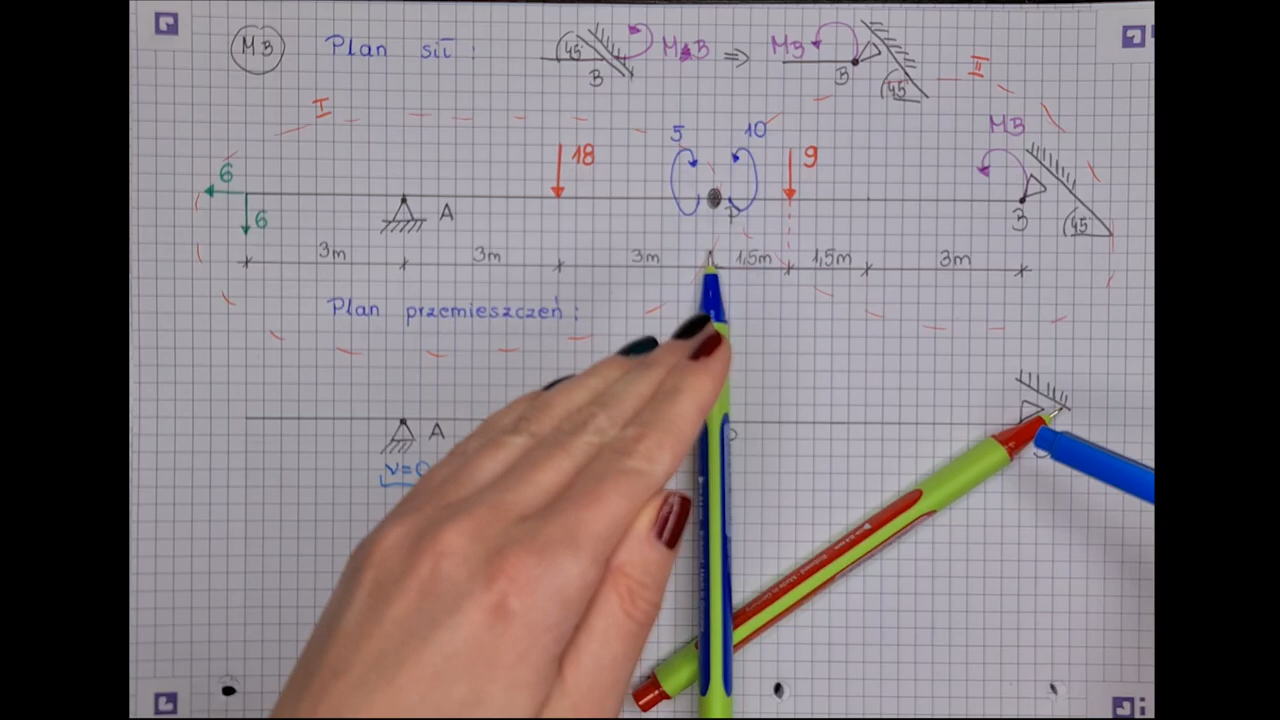 MB Plan sił: 45° B MAB ⇒ MB B 45°
I II
5 10 MB
6 18 9
6 A P B 45°
3m 3m 3m 1,5m 1,5m 3m
Plan przemieszczeń:
A
v=0